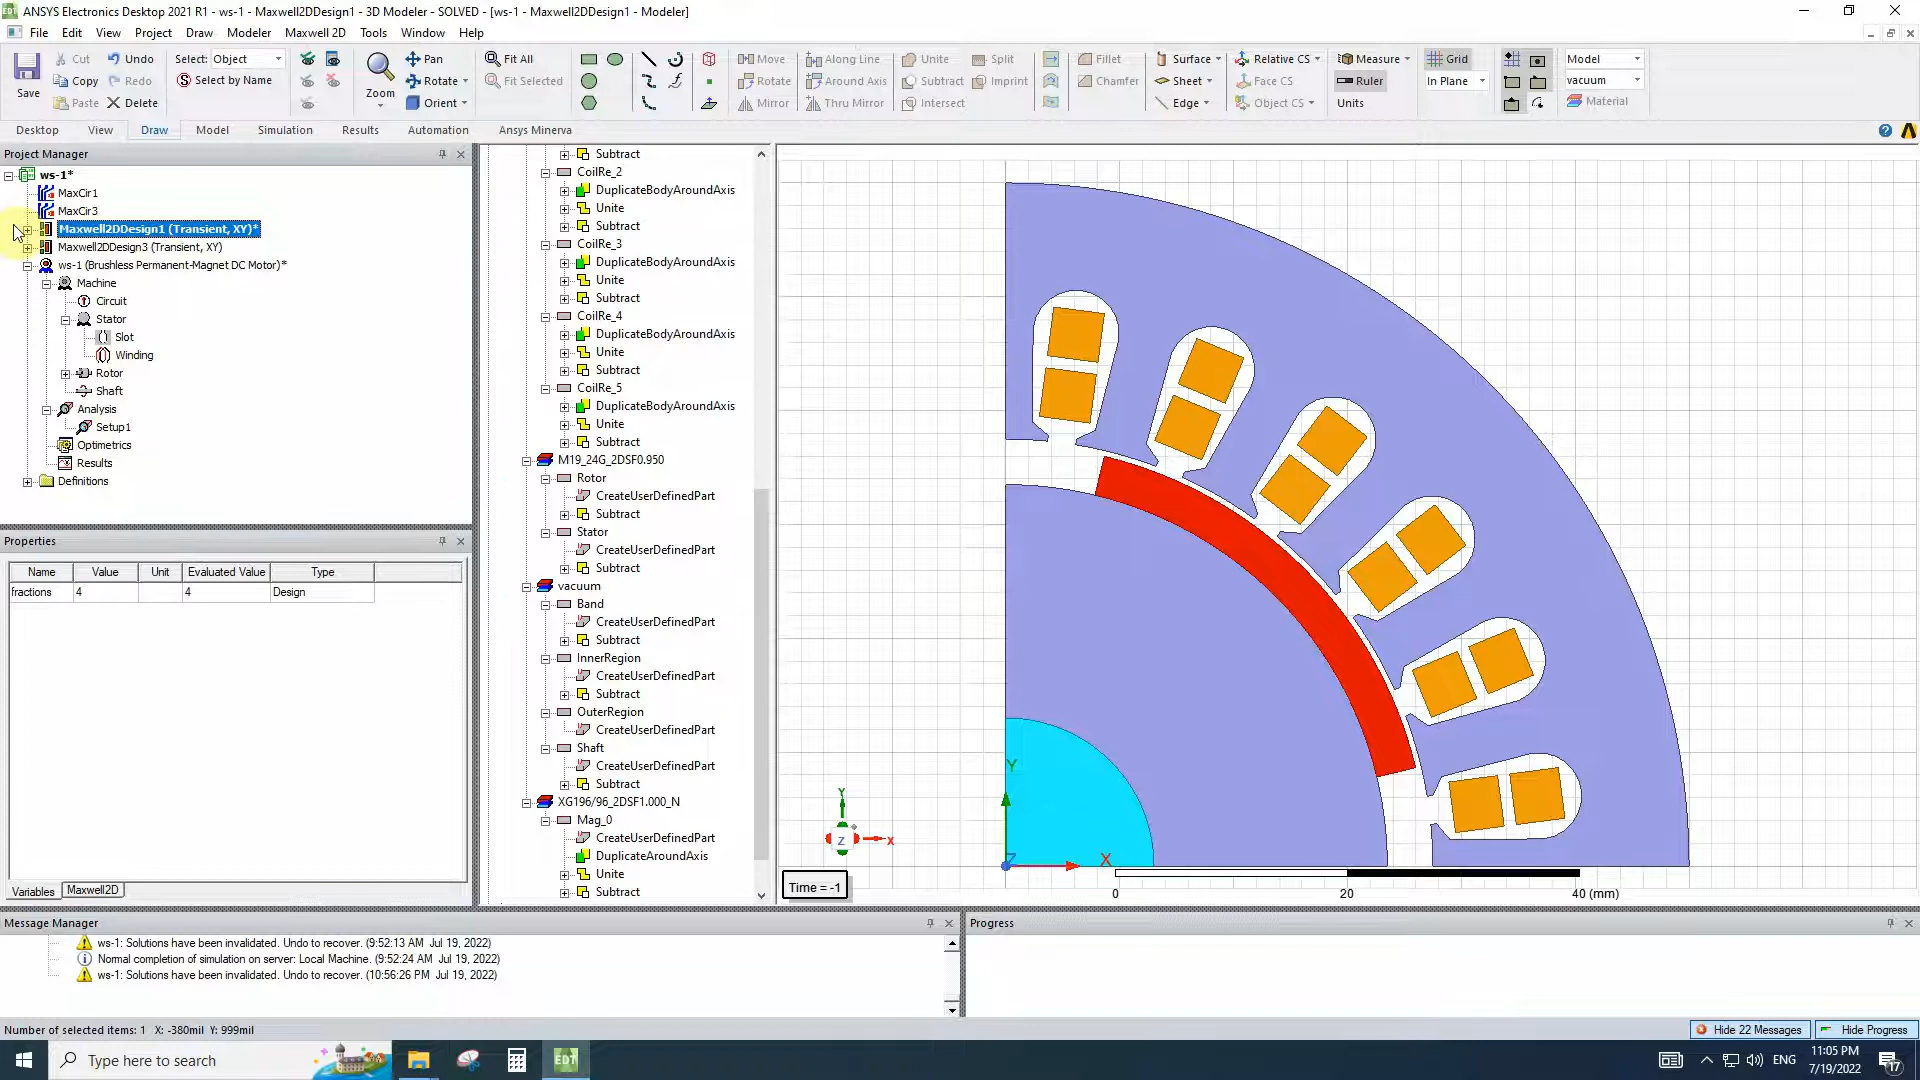 ANSYS Electronics Desktop 2021 R1 - ws-1 - Maxwell2DDesign1 - 3D Modeler - SOLVED - [ws-1 - Maxwell2DDesign1 - Modeler]
File Edit View Project Draw Modeler Maxwell 2D Tools Window Help
Save
Cut
Copy
Paste
Undo
Redo
Delete
Select: Object
Select by Name
Zoom
Pan
Rotate
Orient
Fit All
Fit Selected
Move
Rotate
Mirror
Along Line
Around Axis
Thru Mirror
Unite
Subtract
Intersect
Split
Imprint
Fillet
Chamfer
Surface
Sheet
Edge
Relative CS
Face CS
Object CS
Measure
Ruler
Units
Grid
In Plane
Model
vacuum
Material
Desktop View Draw Model Simulation Results Automation Ansys Minerva
Project Manager
ws-1*
MaxCir1
MaxCir3
Maxwell2DDesign1 (Transient, XY)*
Maxwell2DDesign3 (Transient, XY)
ws-1 (Brushless Permanent-Magnet DC Motor)*
Machine
Circuit
Stator
Slot
Winding
Rotor
Shaft
Analysis
Setup1
Optimetrics
Results
Definitions
Properties
Name Value Unit Evaluated Value Type
fractions 4 4 Design
Variables Maxwell2D
Subtract
CoilRe_2
DuplicateBodyAroundAxis
Unite
Subtract
CoilRe_3
DuplicateBodyAroundAxis
Unite
Subtract
CoilRe_4
DuplicateBodyAroundAxis
Unite
Subtract
CoilRe_5
DuplicateBodyAroundAxis
Unite
Subtract
M19_24G_2DSF0.950
Rotor
CreateUserDefinedPart
Subtract
Stator
CreateUserDefinedPart
Subtract
vacuum
Band
CreateUserDefinedPart
Subtract
InnerRegion
CreateUserDefinedPart
Subtract
OuterRegion
CreateUserDefinedPart
Shaft
CreateUserDefinedPart
Subtract
XG196/96_2DSF1.000_N
Mag_0
CreateUserDefinedPart
DuplicateAroundAxis
Unite
Subtract
Y
Z
X
Y
Z
X
Time = -1
0 20 40 (mm)
Message Manager
ws-1: Solutions have been invalidated. Undo to recover. (9:52:13 AM Jul 19, 2022)
Normal completion of simulation on server: Local Machine. (9:52:24 AM Jul 19, 2022)
ws-1: Solutions have been invalidated. Undo to recover. (10:56:26 PM Jul 19, 2022)
Progress
Number of selected items: 1 X: -380mil Y: 999mil
Hide 22 Messages
Hide Progress
Type here to search
EDT
ENG
11:05 PM
7/19/2022
17